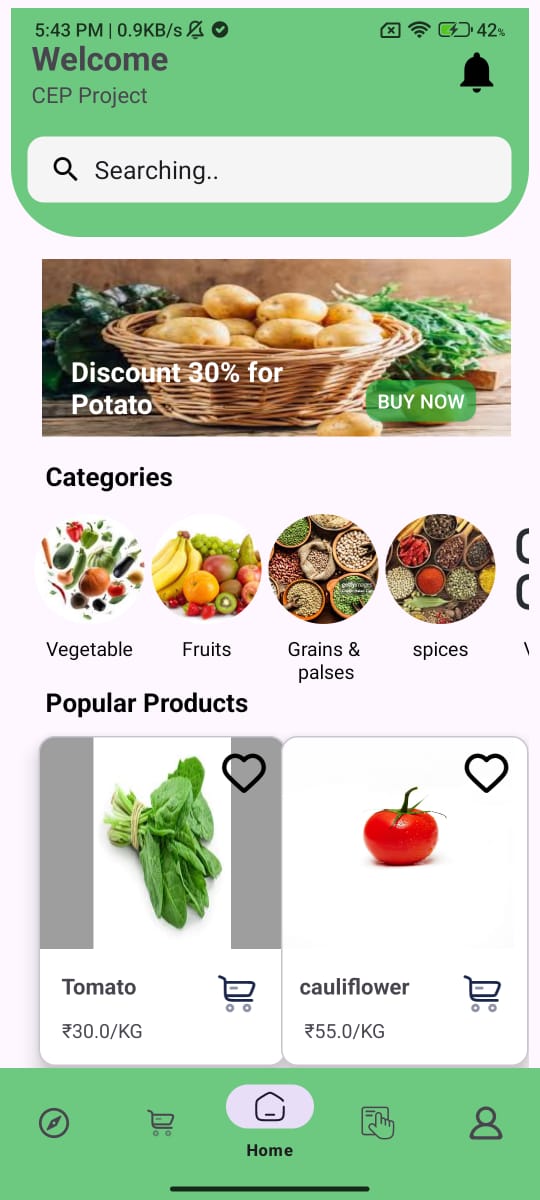 5:43 PM | 0.9KB/s
42%
Welcome
CEP Project
Searching..
Discount 30% for
Potato
BUY NOW
Categories
Vegetable
Fruits
Grains &
palses
spices
Popular Products
Tomato
cauliflower
₹30.0/KG
₹55.0/KG
Home